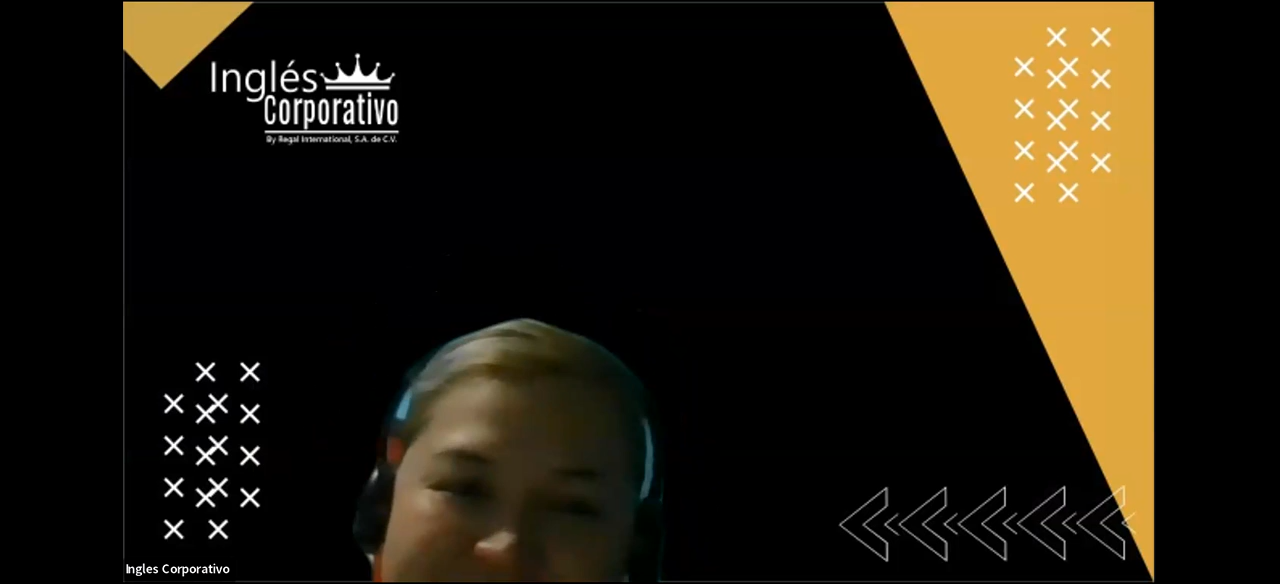 Inglés
Corporativo
By Regal International, S.A. de C.V.
Ingles Corporativo